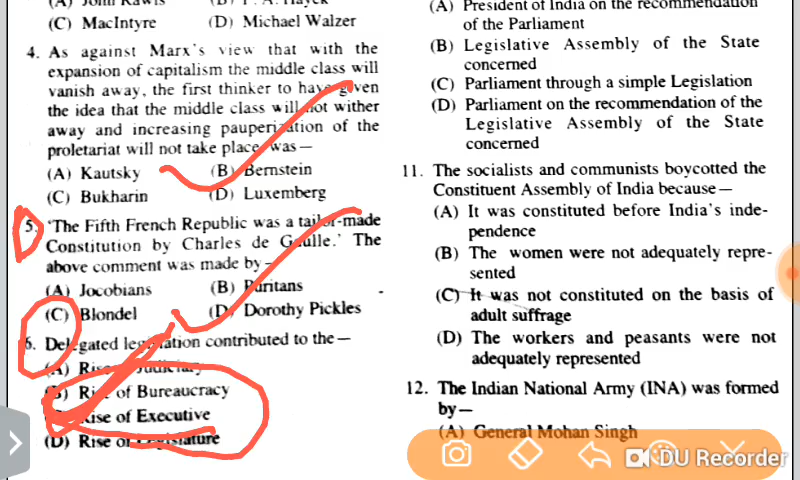 (C) MacIntyre (D) Michael Walzer
4. As against Marx's view that with the
expansion of capitalism the middle class will
vanish away, the first thinker to have given
the idea that the middle class will not wither
away and increasing pauperization of the
proletariat will not take place, was—
(A) Kautsky (B) Bernstein
(C) Bukharin (D) Luxemberg
5. 'The Fifth French Republic was a tailor-made
Constitution by Charles de Gaulle.' The
above comment was made by—
(A) Jocobians (B) Puritans
(C) Blondel (D) Dorothy Pickles
6. Delegated legislation contributed to the—
(A) Rise of Judiciary
(B) Rise of Bureaucracy
Rise of Executive
(D) Rise of Legislature
(A) President of India on the recommendation
of the Parliament
(B) Legislative Assembly of the State
concerned
(C) Parliament through a simple Legislation
(D) Parliament on the recommendation of the
Legislative Assembly of the State
concerned
11. The socialists and communists boycotted the
Constituent Assembly of India because—
(A) It was constituted before India's inde-
pendence
(B) The women were not adequately repre-
sented
(C) It was not constituted on the basis of
adult suffrage
(D) The workers and peasants were not
adequately represented
12. The Indian National Army (INA) was formed
by—
(A) General Mohan Singh
DU Recorder